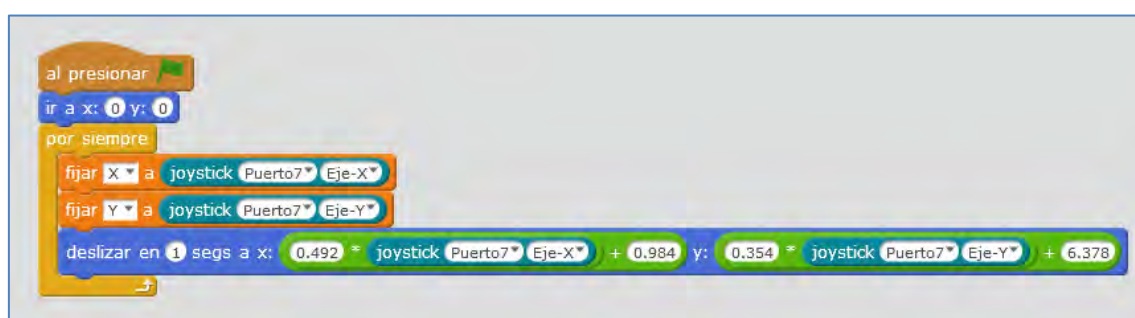 al presionar
ir a x: 0 y: 0
por siempre
fijar X a joystick Puerto7 Eje-X
fijar Y a joystick Puerto7 Eje-Y
deslizar en 1 segs a x: 0.492 * joystick Puerto7 Eje-X + 0.984 y: 0.354 * joystick Puerto7 Eje-Y + 6.378